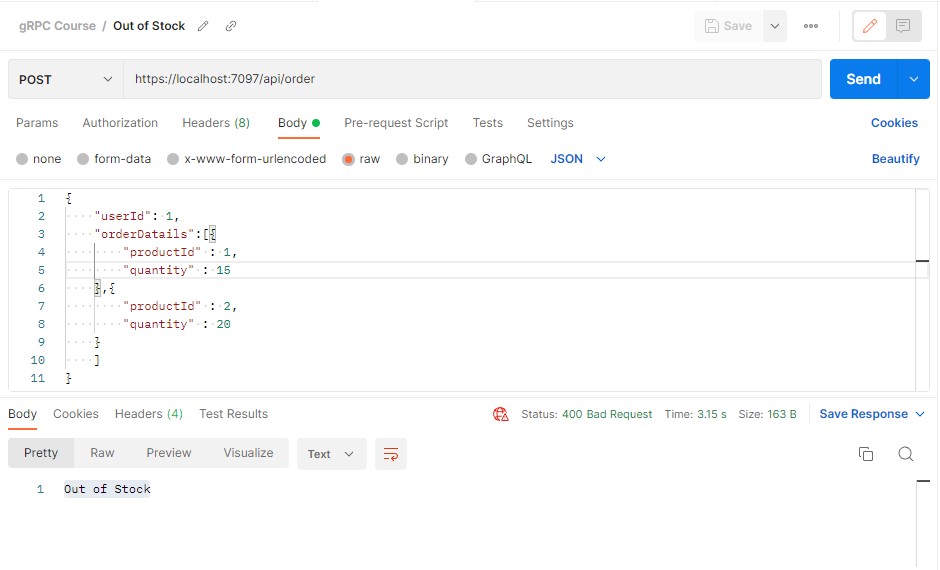 gRPC Course / Out of Stock
Save
POST https://localhost:7097/api/order Send
Params Authorization Headers (8) Body Pre-request Script Tests Settings Cookies
none form-data x-www-form-urlencoded raw binary GraphQL JSON Beautify
1 {
2 "userId": 1,
3 "orderDatails":[{
4 "productId" : 1,
5 "quantity" : 15
6 },{
7 "productId" : 2,
8 "quantity" : 20
9 }
10 ]
11 }
Body Cookies Headers (4) Test Results Status: 400 Bad Request Time: 3.15 s Size: 163 B Save Response
Pretty Raw Preview Visualize Text
1 Out of Stock